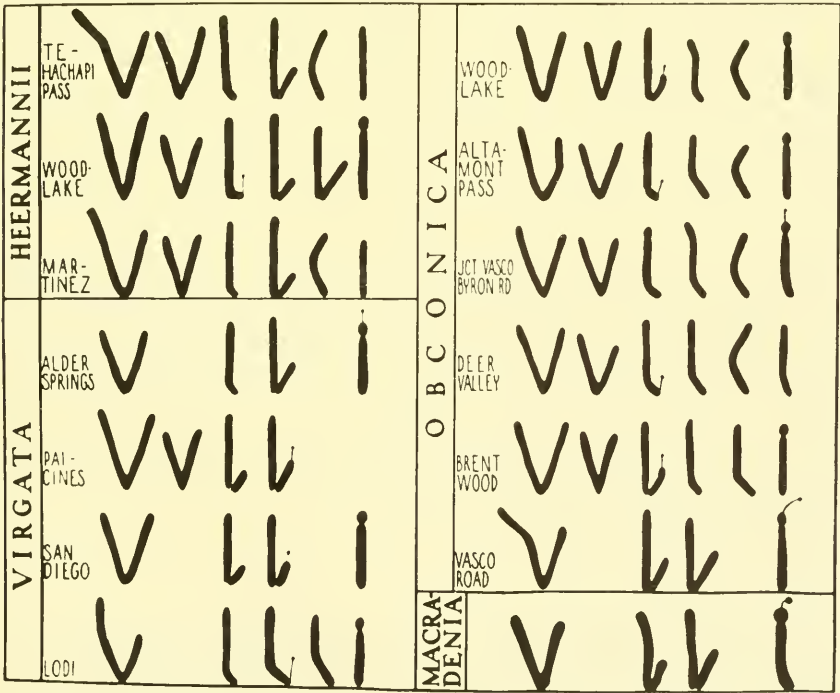 HEERMANNII
TE-
HACHAPI
PASS
WOOD-
LAKE
MAR-
TINEZ
VIRGATA
ALDER
SPRINGS
PAI-
CINES
SAN
DIEGO
LODI
OBCONICA
WOOD-
LAKE
ALTA-
MONT
PASS
JCT VASCO
BYRON RD
DEER
VALLEY
BRENT
WOOD
VASCO
ROAD
MACRA-
DENIA